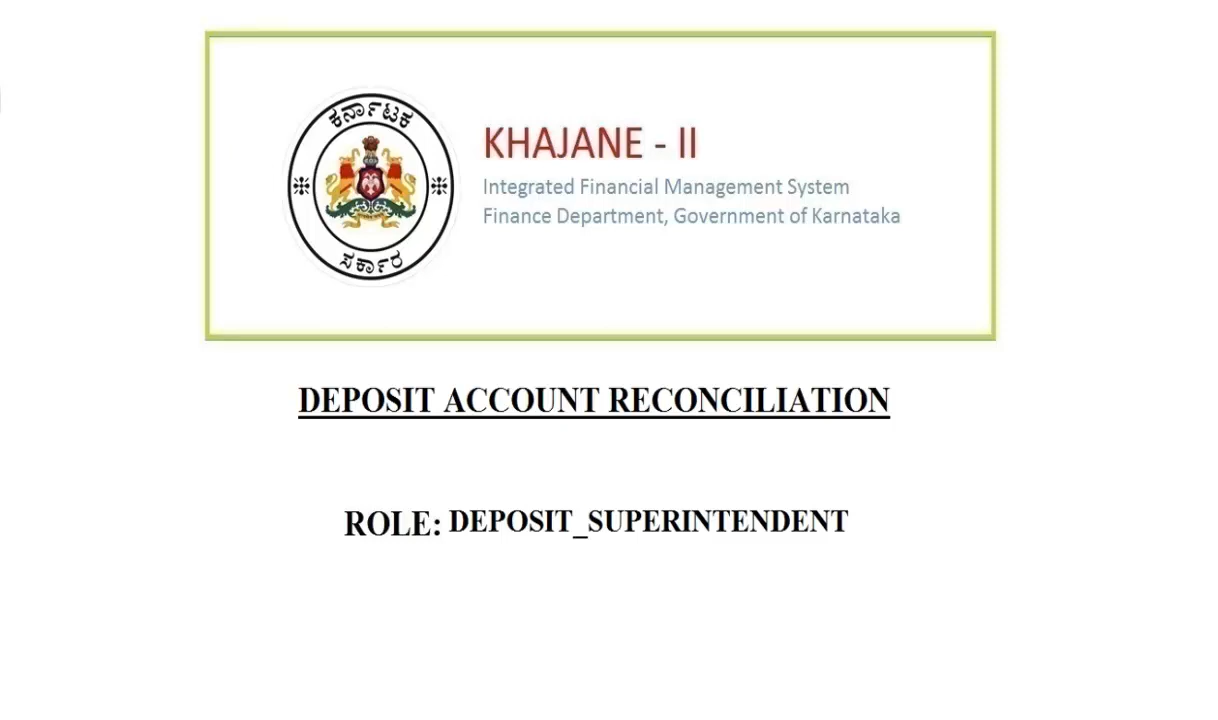 ಕರ್ನಾಟಕ
ಸರ್ಕಾರ
KHAJANE - II
Integrated Financial Management System
Finance Department, Government of Karnataka
DEPOSIT ACCOUNT RECONCILIATION
ROLE: DEPOSIT_SUPERINTENDENT